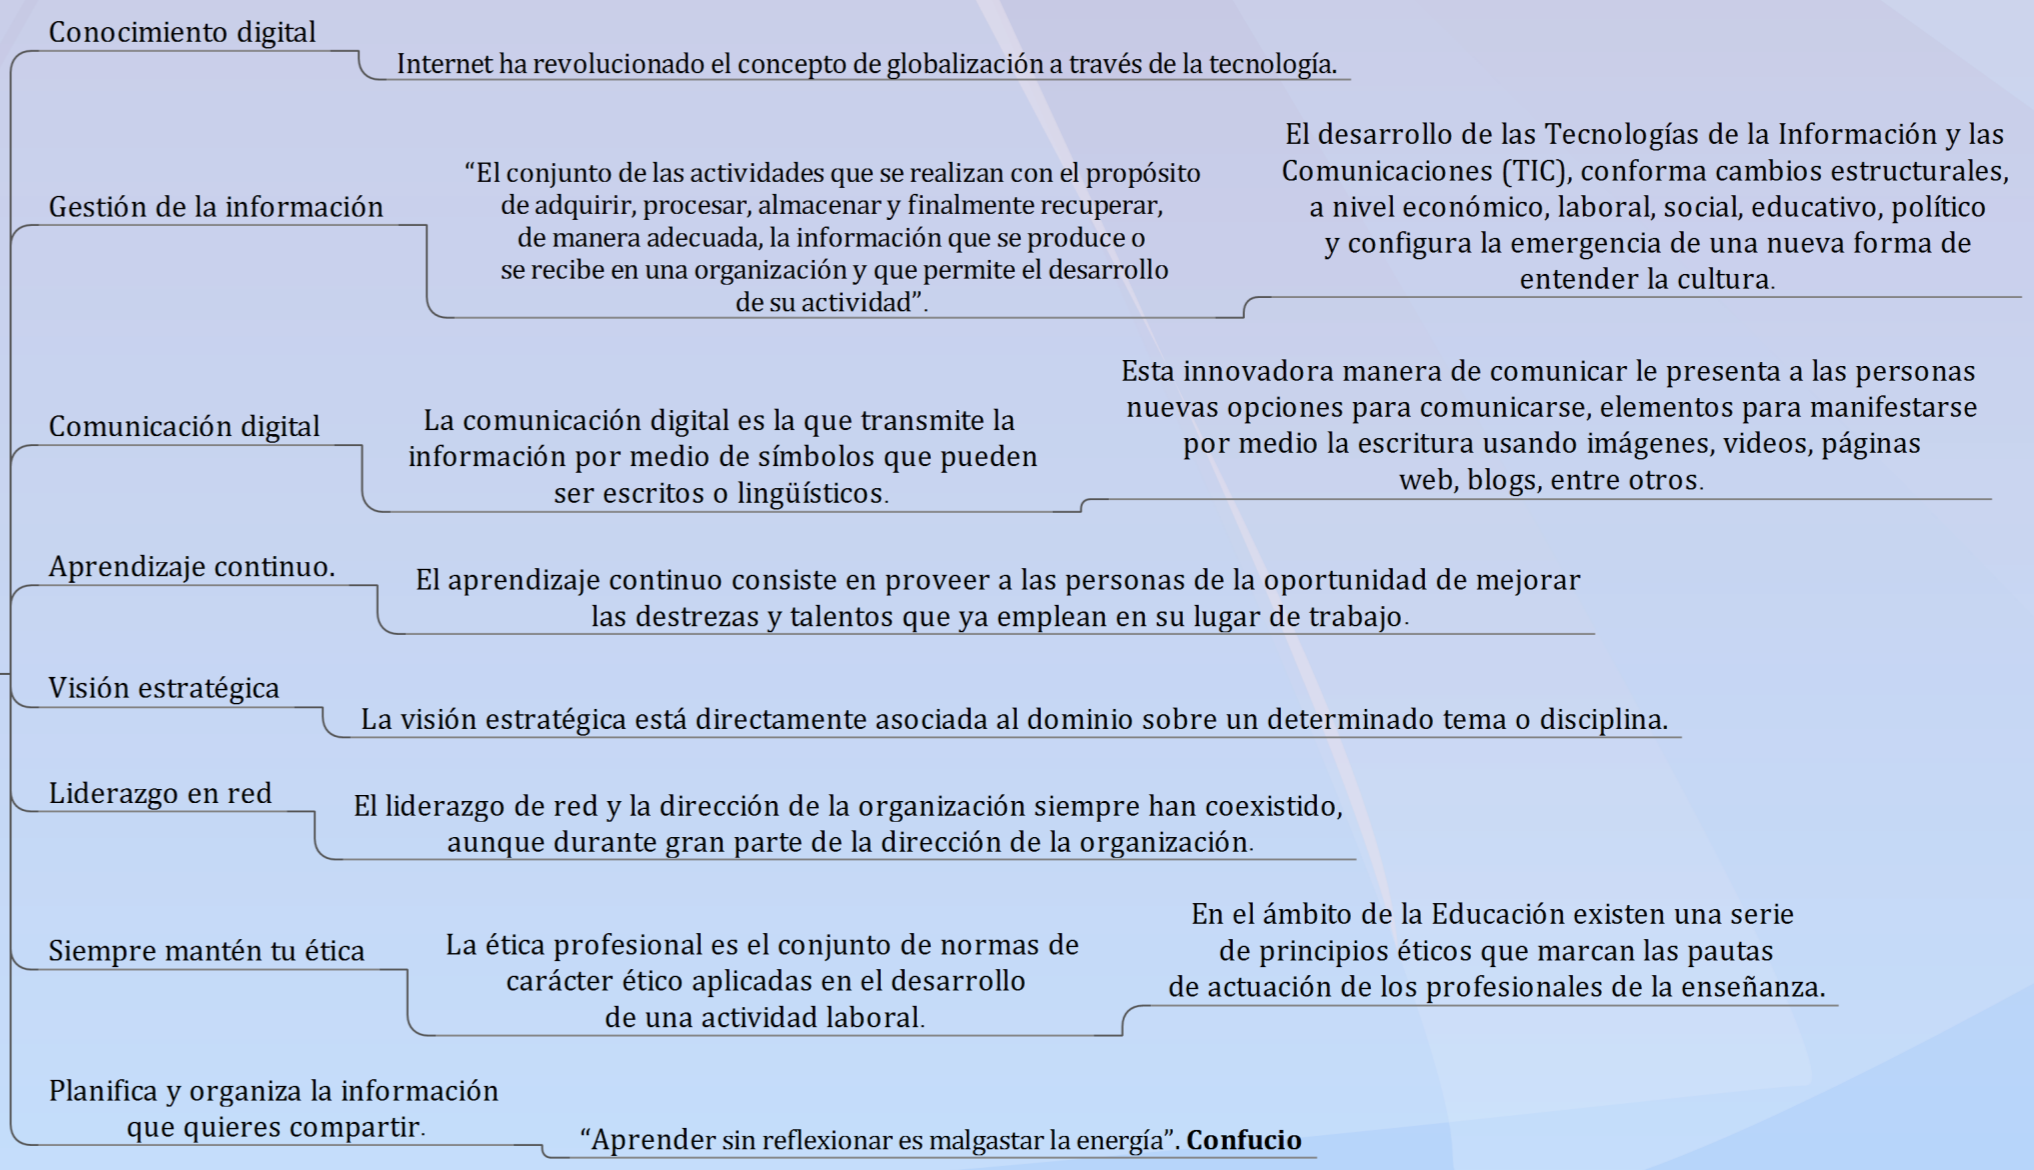 Conocimiento digital
Internet ha revolucionado el concepto de globalización a través de la tecnología.
Gestión de la información
“El conjunto de las actividades que se realizan con el propósito
de adquirir, procesar, almacenar y finalmente recuperar,
de manera adecuada, la información que se produce o
se recibe en una organización y que permite el desarrollo
de su actividad”.
El desarrollo de las Tecnologías de la Información y las
Comunicaciones (TIC), conforma cambios estructurales,
a nivel económico, laboral, social, educativo, político
y configura la emergencia de una nueva forma de
entender la cultura.
Comunicación digital
La comunicación digital es la que transmite la
información por medio de símbolos que pueden
ser escritos o lingüísticos.
Esta innovadora manera de comunicar le presenta a las personas
nuevas opciones para comunicarse, elementos para manifestarse
por medio la escritura usando imágenes, videos, páginas
web, blogs, entre otros.
Aprendizaje continuo.
El aprendizaje continuo consiste en proveer a las personas de la oportunidad de mejorar
las destrezas y talentos que ya emplean en su lugar de trabajo.
Visión estratégica
La visión estratégica está directamente asociada al dominio sobre un determinado tema o disciplina.
Liderazgo en red
El liderazgo de red y la dirección de la organización siempre han coexistido,
aunque durante gran parte de la dirección de la organización.
Siempre mantén tu ética
La ética profesional es el conjunto de normas de
carácter ético aplicadas en el desarrollo
de una actividad laboral.
En el ámbito de la Educación existen una serie
de principios éticos que marcan las pautas
de actuación de los profesionales de la enseñanza.
Planifica y organiza la información
que quieres compartir.
“Aprender sin reflexionar es malgastar la energía”. Confucio